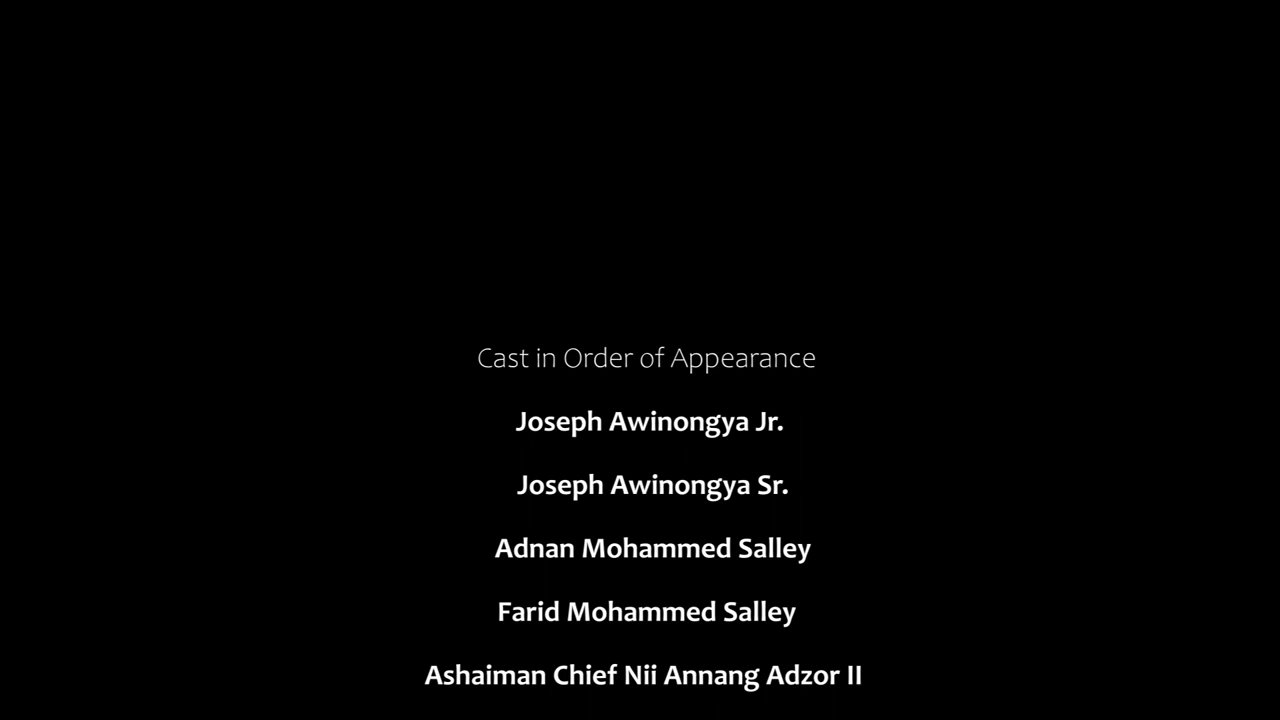 Cast in Order of Appearance
Joseph Awinongya Jr.
Joseph Awinongya Sr.
Adnan Mohammed Salley
Farid Mohammed Salley
Ashaiman Chief Nii Annang Adzor II